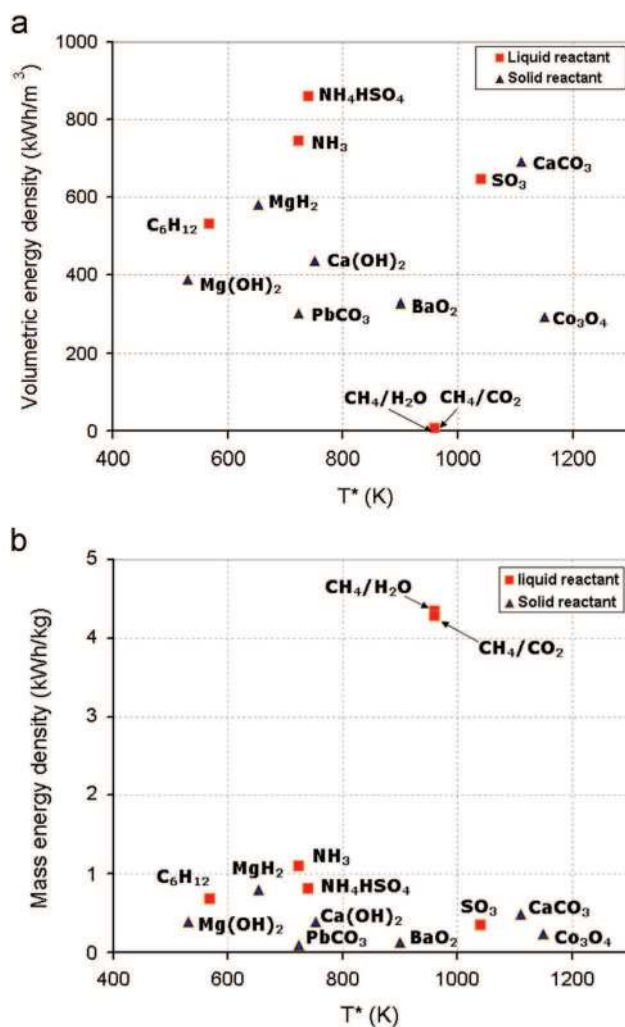 a
1000
Liquid reactant
Solid reactant
NH₄HSO₄
800
NH₃
CaCO₃
SO₃
600
MgH₂
C₆H₁₂
Ca(OH)₂
400
Mg(OH)₂
BaO₂
PbCO₃
Co₃O₄
200
CH₄/H₂O CH₄/CO₂
0
400 600 800 1000 1200
T* (K)
Volumetric energy density (kWh/m³)
b
5
liquid reactant
Solid reactant
CH₄/H₂O
4
CH₄/CO₂
3
2
NH₃
MgH₂
1
C₆H₁₂
NH₄HSO₄
SO₃ CaCO₃
Mg(OH)₂ Ca(OH)₂
PbCO₃ BaO₂ Co₃O₄
0
400 600 800 1000 1200
T* (K)
Mass energy density (kWh/kg)